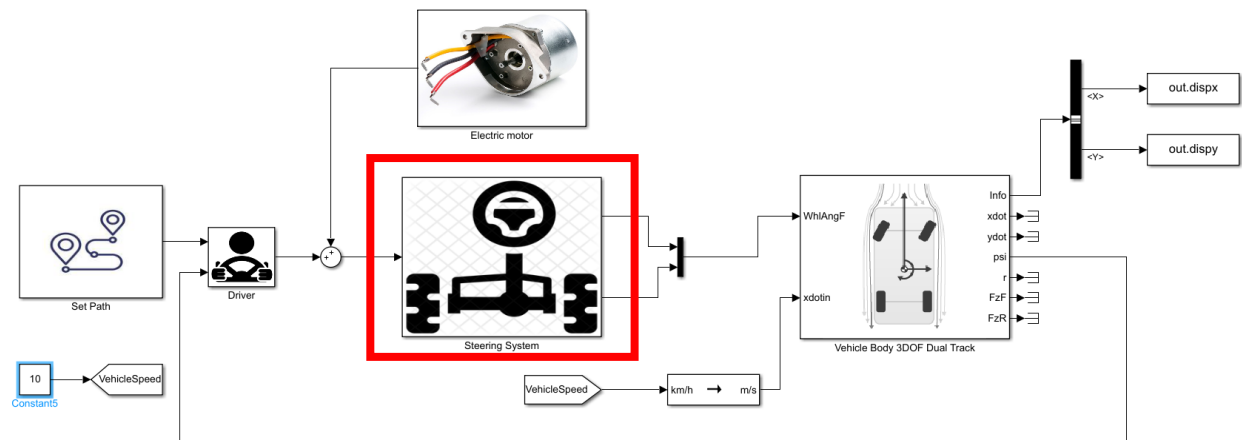 Electric motor
<X>
out.dispx
<Y>
out.dispy
Set Path
Driver
+
+
Steering System
WhlAngF
xdotin
Info
xdot
ydot
psi
r
FzF
FzR
Vehicle Body 3DOF Dual Track
10
Constant5
VehicleSpeed
VehicleSpeed
km/h → m/s